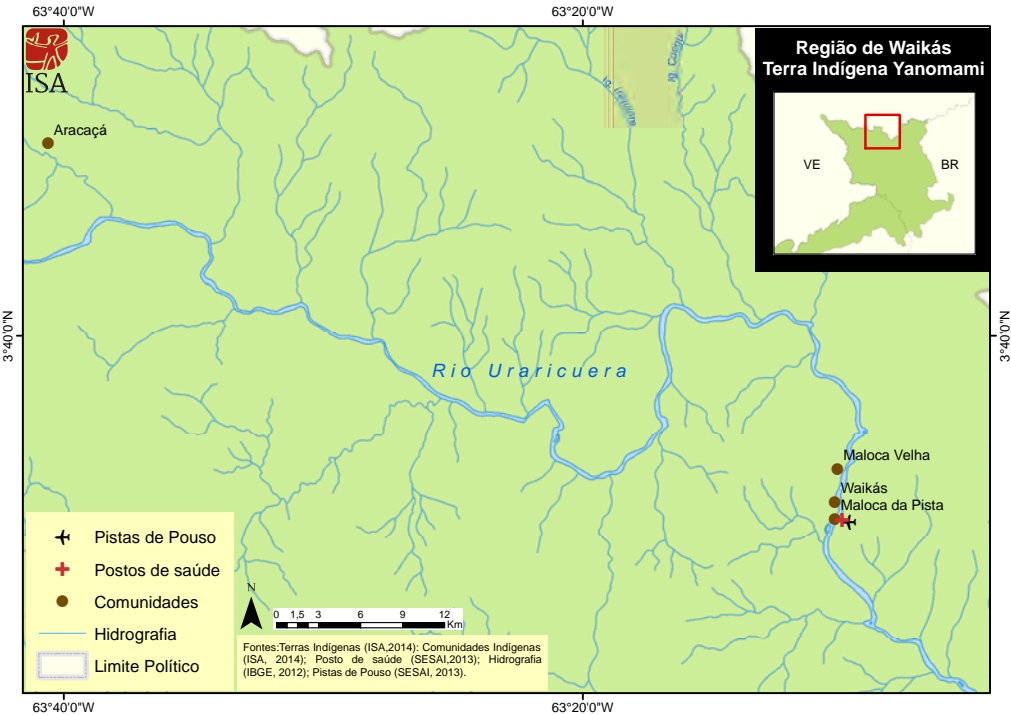 63°40'0"W
63°20'0"W
ISA
Região de Waikás
Terra Indígena Yanomami
VE
BR
Ig. Cuegu
Aracaçá
3°40'0"N
3°40'0"N
Rio Uraricuera
Maloca Velha
Waikás
Maloca da Pista
Pistas de Pouso
Postos de saúde
Comunidades
Hidrografia
Limite Político
N
0 1,5 3 6 9 12
Km
Fontes:Terras Indígenas (ISA,2014): Comunidades Indígenas
(ISA, 2014); Posto de saúde (SESAI,2013); Hidrografia
(IBGE, 2012); Pistas de Pouso (SESAI, 2013).
63°40'0"W
63°20'0"W